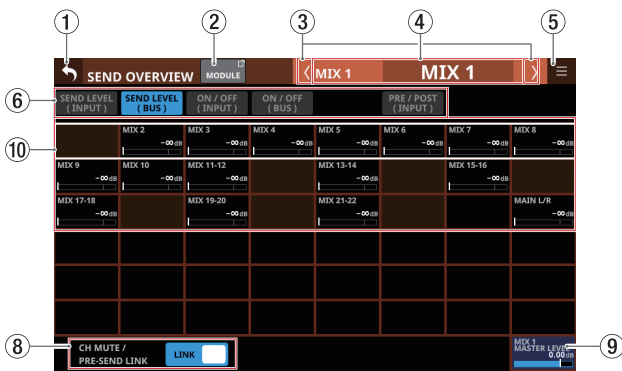 ① ② ③ ④ ⑤
SEND OVERVIEW MODULE MIX 1 MIX 1
⑥
SEND LEVEL (INPUT)
SEND LEVEL (BUS)
ON / OFF (INPUT)
ON / OFF (BUS)
PRE / POST (INPUT)
⑩
MIX 2 -∞dB
MIX 3 -∞dB
MIX 4 -∞dB
MIX 5 -∞dB
MIX 6 -∞dB
MIX 7 -∞dB
MIX 8 -∞dB
MIX 9 -∞dB
MIX 10 -∞dB
MIX 11-12 -∞dB
MIX 13-14 -∞dB
MIX 15-16 -∞dB
MIX 17-18 -∞dB
MIX 19-20 -∞dB
MIX 21-22 -∞dB
MAIN L/R -∞dB
⑧
CH MUTE /
PRE-SEND LINK
LINK
MIX 1
MASTER LEVEL
0.00dB
⑨